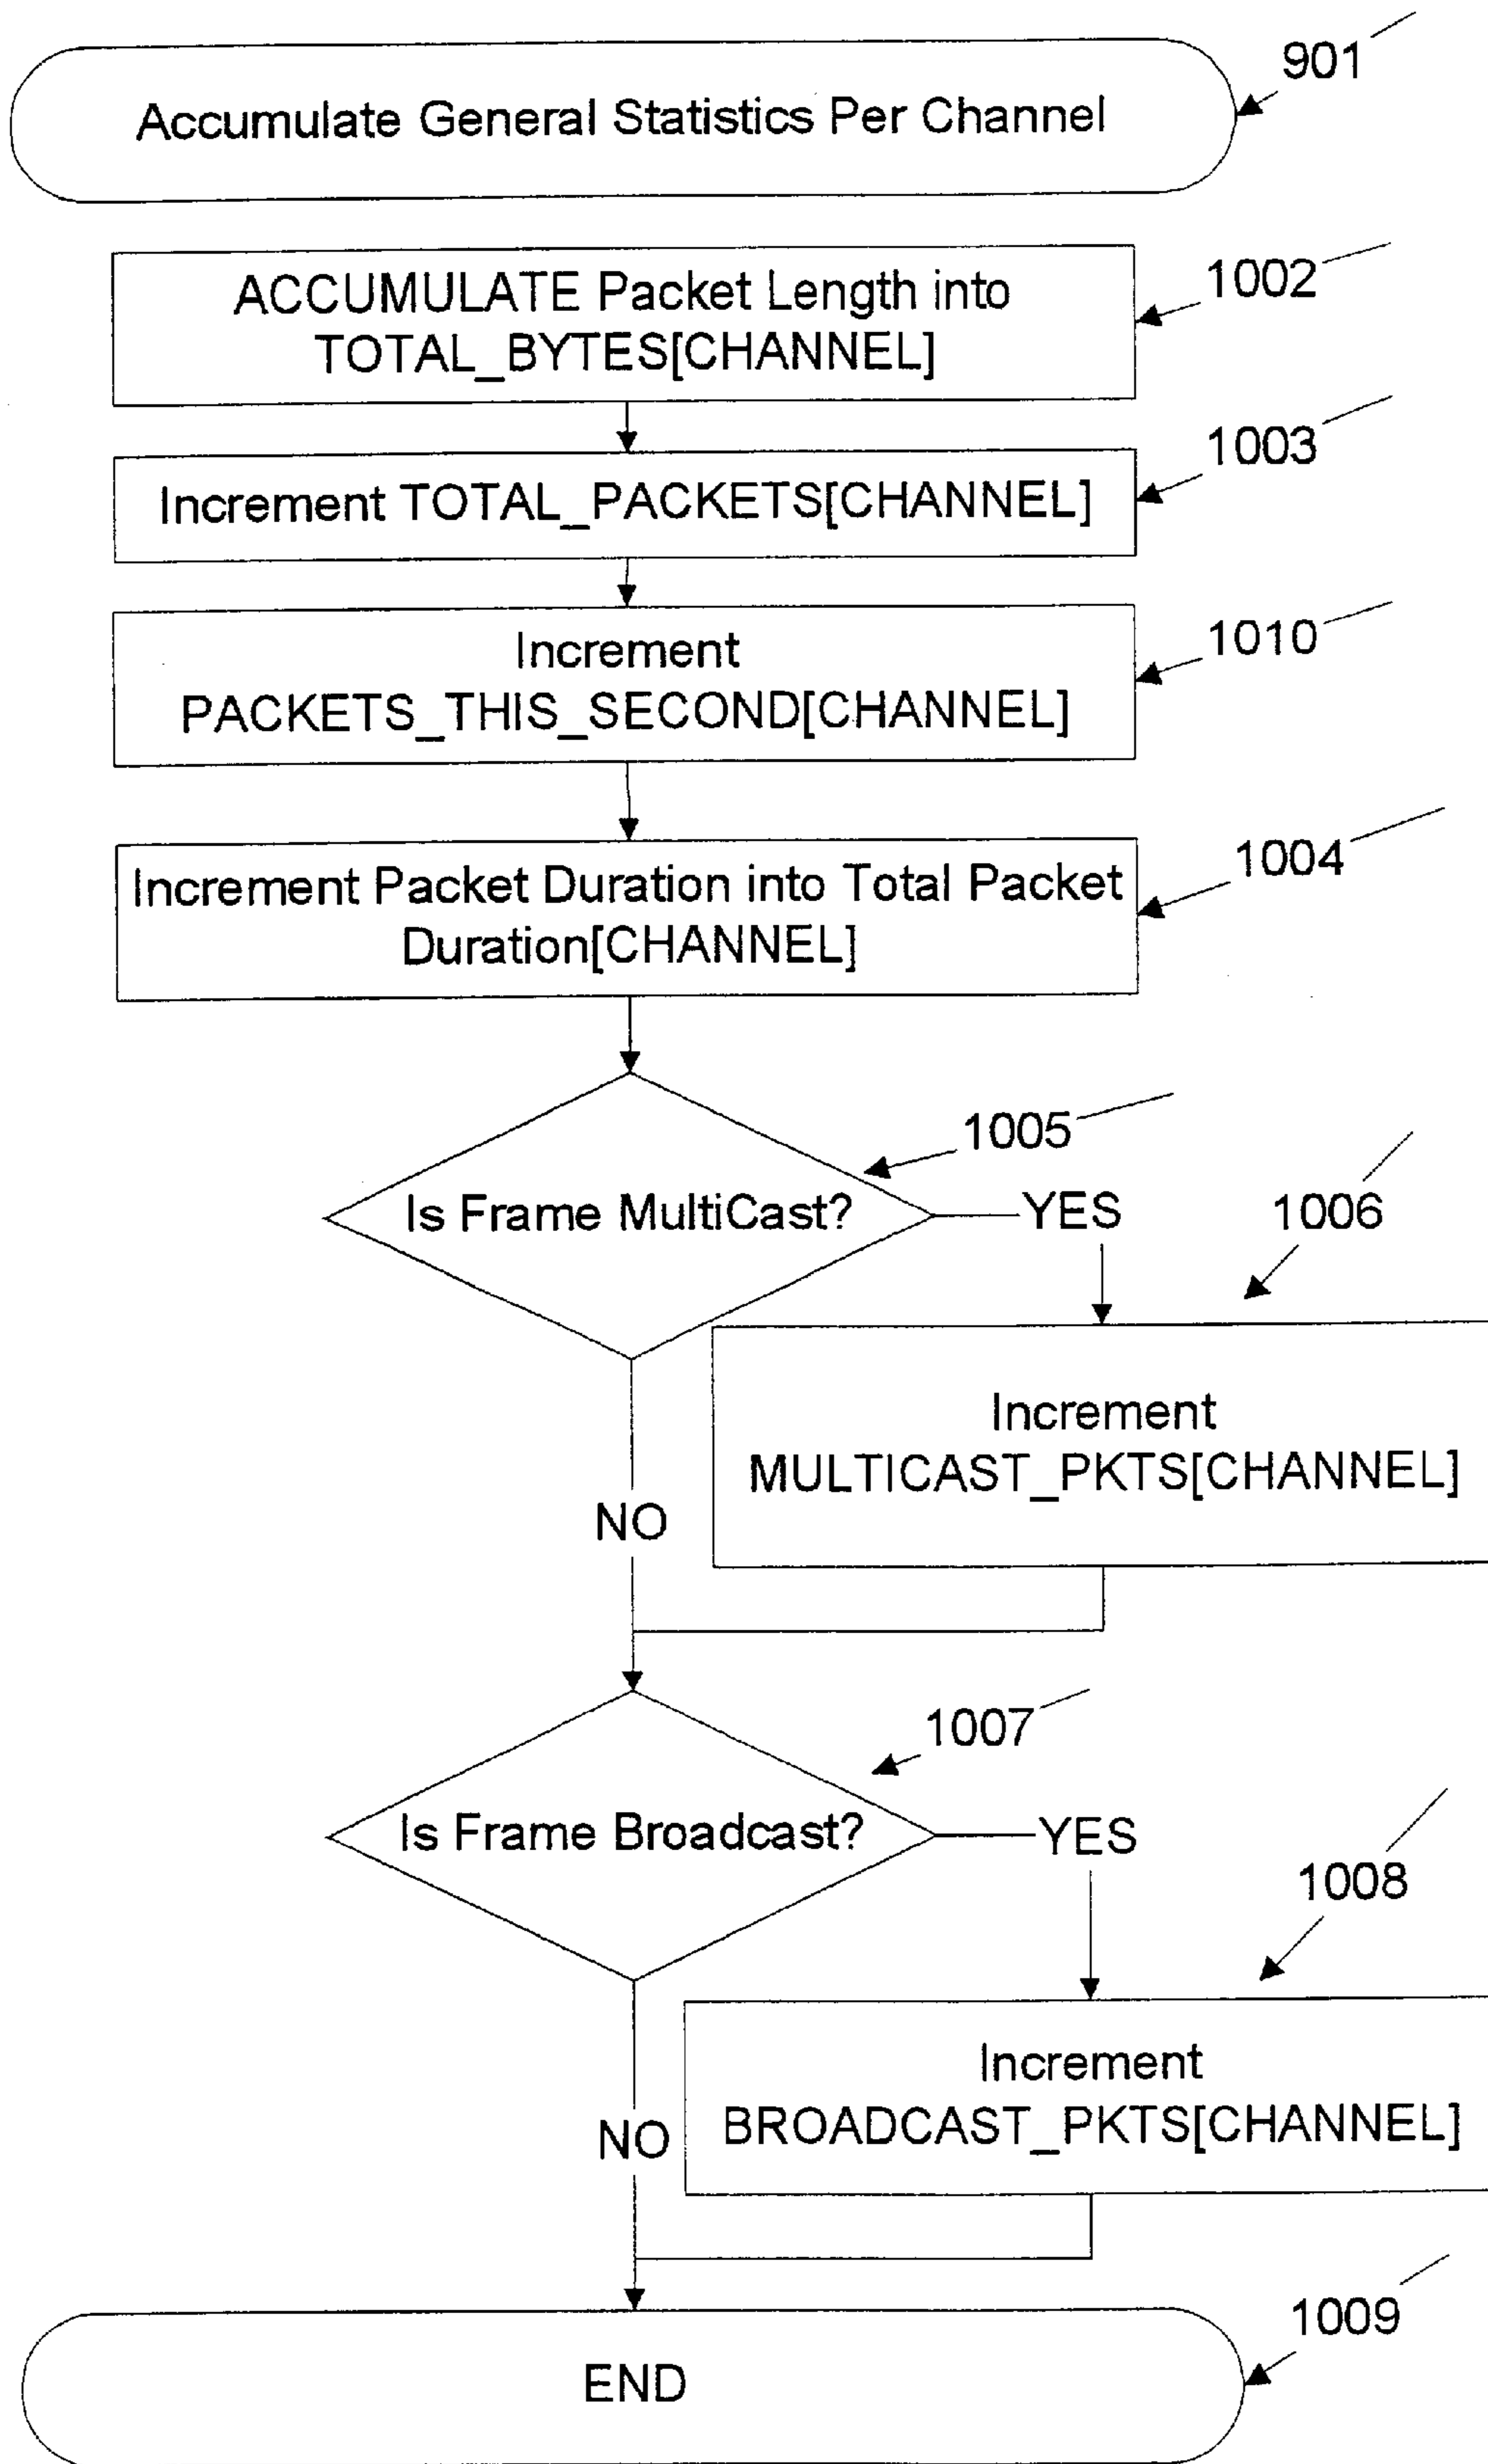 901
Accumulate General Statistics Per Channel
1002
ACCUMULATE Packet Length into
TOTAL_BYTES[CHANNEL]
1003
Increment TOTAL_PACKETS[CHANNEL]
1010
Increment
PACKETS_THIS_SECOND[CHANNEL]
1004
Increment Packet Duration into Total Packet
Duration[CHANNEL]
1005
Is Frame MultiCast?
YES
1006
Increment
MULTICAST_PKTS[CHANNEL]
NO
1007
Is Frame Broadcast?
YES
1008
Increment
BROADCAST_PKTS[CHANNEL]
NO
1009
END